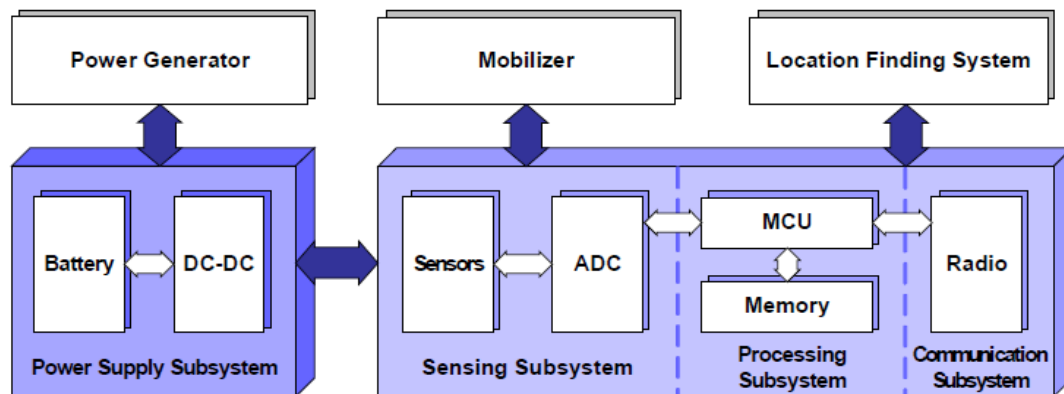 Power Generator
Mobilizer
Location Finding System
Battery
DC-DC
Sensors
ADC
MCU
Memory
Radio
Power Supply Subsystem
Sensing Subsystem
Processing
Subsystem
Communication
Subsystem